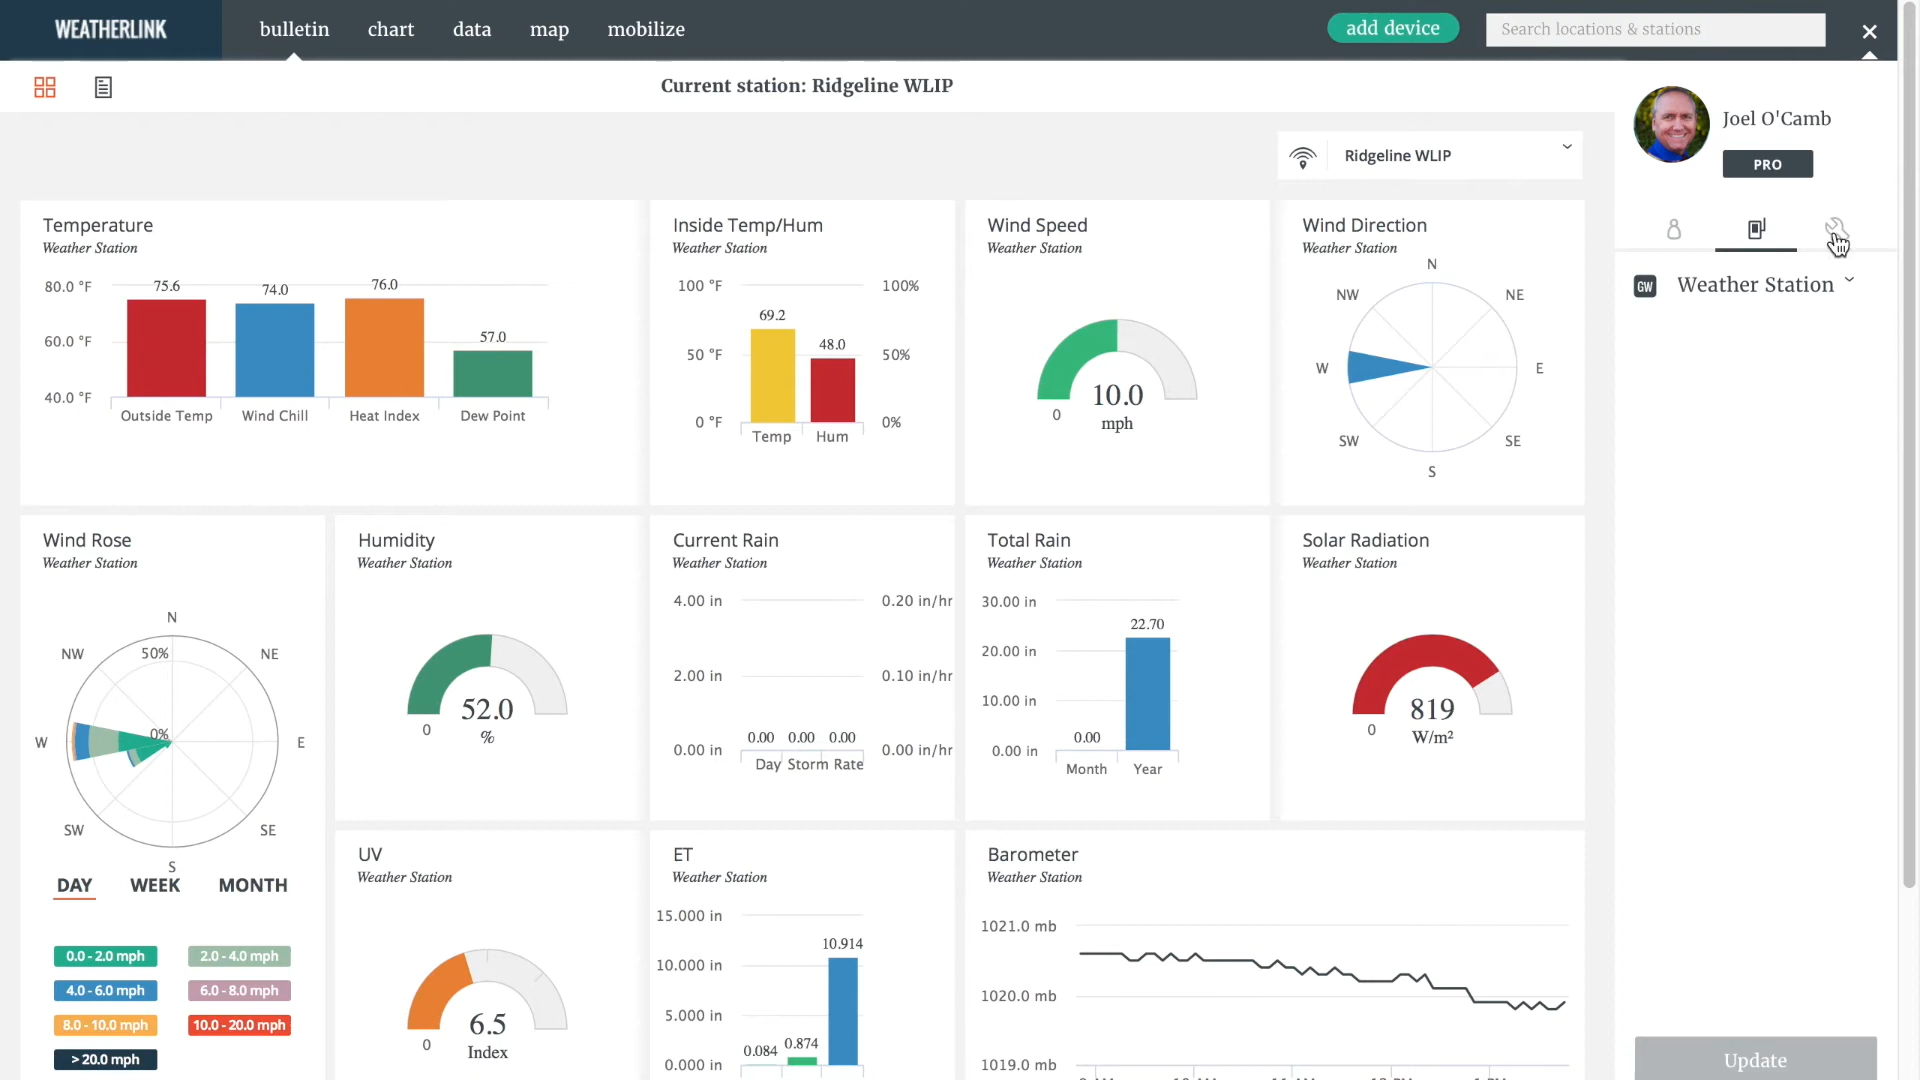 WEATHERLINK
bulletin
chart
data
map
mobilize
add device
Search locations & stations
Current station: Ridgeline WLIP
Joel O'Camb
PRO
Ridgeline WLIP
GW
Weather Station
Temperature
Weather Station
80.0 °F
60.0 °F
40.0 °F
75.6
74.0
76.0
57.0
Outside Temp
Wind Chill
Heat Index
Dew Point
Inside Temp/Hum
Weather Station
100 °F
50 °F
0 °F
69.2
48.0
100%
50%
0%
Temp
Hum
Wind Speed
Weather Station
10.0
0
mph
Wind Direction
Weather Station
N
NW
NE
W
E
SW
SE
S
Wind Rose
Weather Station
N
NW
50%
NE
W
0%
E
SW
SE
S
DAY
WEEK
MONTH
0.0 - 2.0 mph
2.0 - 4.0 mph
4.0 - 6.0 mph
6.0 - 8.0 mph
8.0 - 10.0 mph
10.0 - 20.0 mph
> 20.0 mph
Humidity
Weather Station
52.0
0
%
Current Rain
Weather Station
4.00 in
2.00 in
0.00 in
0.20 in/hr
0.10 in/hr
0.00 in/hr
0.00
0.00
0.00
Day
Storm
Rate
Total Rain
Weather Station
30.00 in
20.00 in
10.00 in
0.00 in
22.70
0.00
Month
Year
Solar Radiation
Weather Station
819
0
W/m²
UV
Weather Station
6.5
0
Index
ET
Weather Station
15.000 in
10.000 in
5.000 in
0.000 in
0.084
0.874
10.914
Barometer
Weather Station
1021.0 mb
1020.0 mb
1019.0 mb
Update